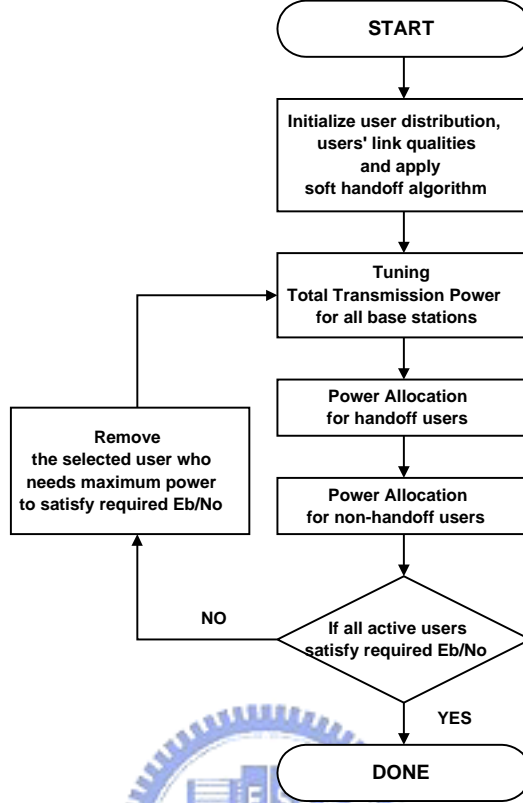 START
Initialize user distribution,
users' link qualities
and apply
soft handoff algorithm
Tuning
Total Transmission Power
for all base stations
Power Allocation
for handoff users
Remove
the selected user who
needs maximum power
to satisfy required Eb/No
Power Allocation
for non-handoff users
NO
If all active users
satisfy required Eb/No
YES
DONE